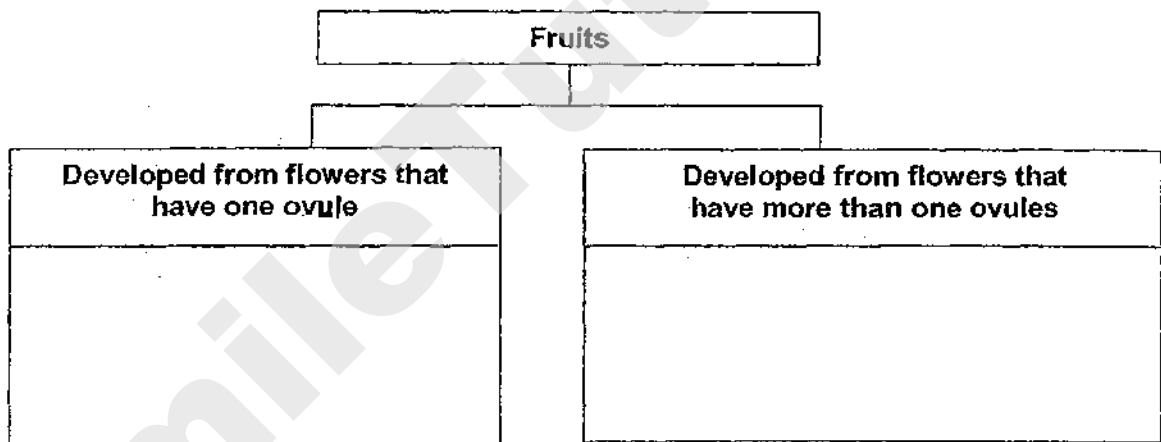 Fruits
Developed from flowers that
have one ovule
Developed from flowers that
have more than one ovules